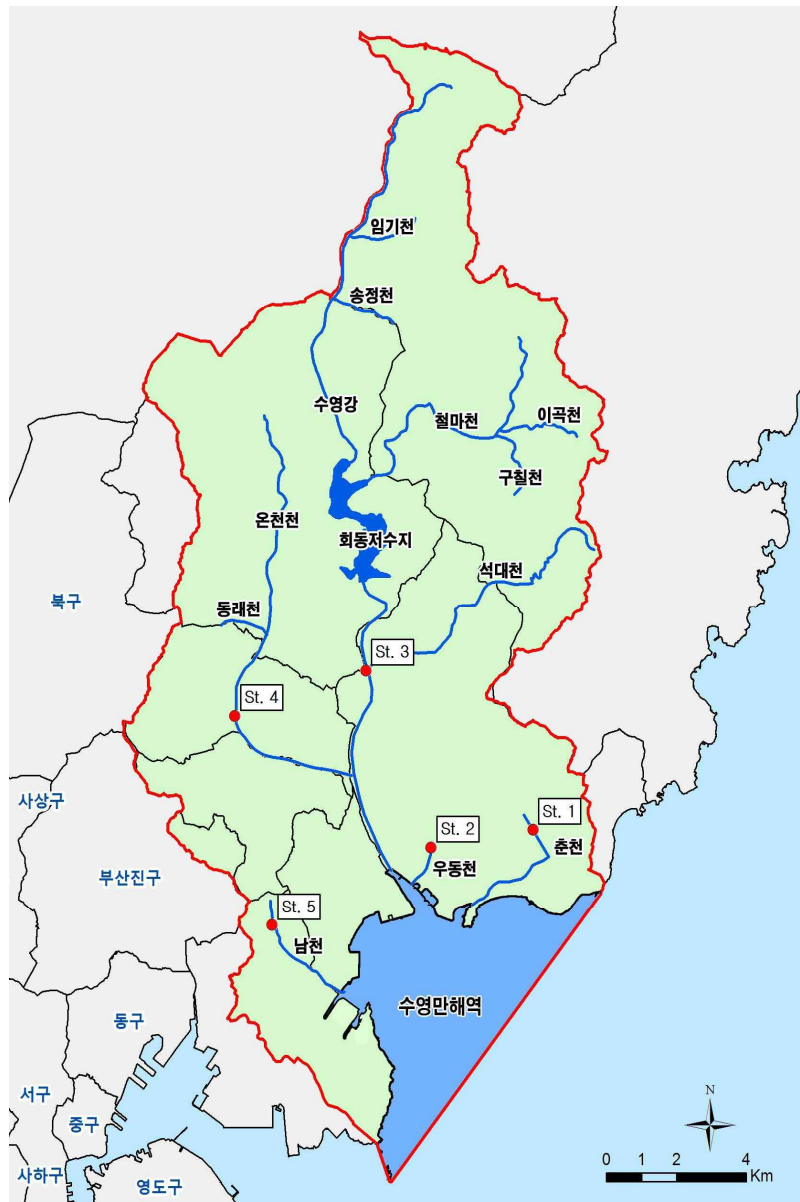 임기천
송정천
수영강
철마천
이곡천
구칠천
온천천
회동저수지
석대천
북구
동래천
St. 3
St. 4
사상구
St. 1
St. 2
춘천
우동천
부산진구
St. 5
남천
수영만해역
동구
서구
중구
N
사하구
영도구
0 1 2 4
Km